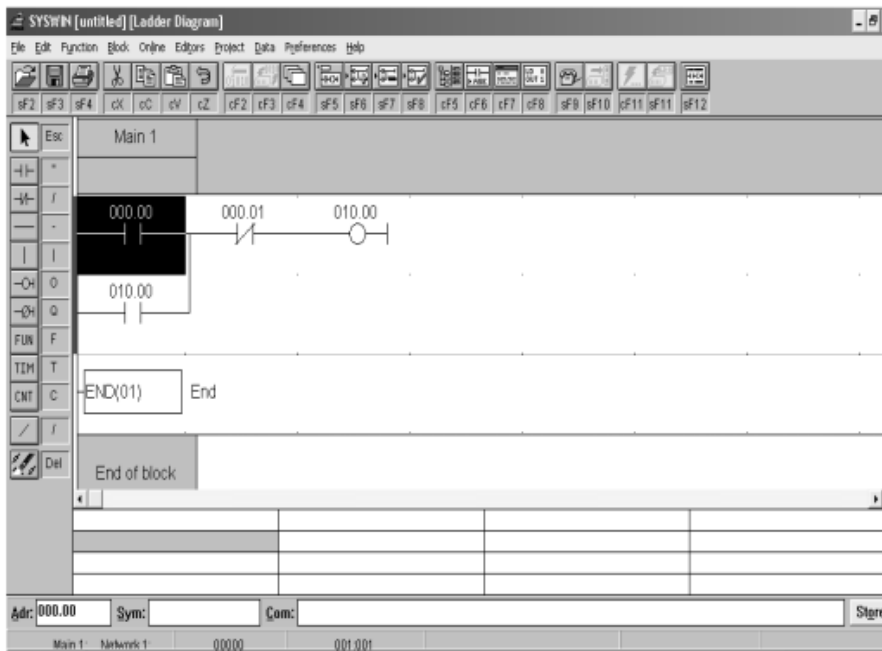 SYSWIN [untitled] [Ladder Diagram]
File Edit Function Block Online Editors Project Data Preferences Help
sF2 sF3 sF4 cX cC cV cZ cF2 cF3 cF4 sF5 sF6 sF7 sF8 cF5 cF6 cF7 cF8 sF9 sF10 cF11 sF11 sF12
Esc
Main 1
"
/
-
|
O
Q
FUN F
TIM T
CNT C
/
Del
000.00 000.01 010.00
010.00
END(01) End
End of block
Adr: 000.00 Sym: Com: Store
Main 1 Network 1 00000 001:001